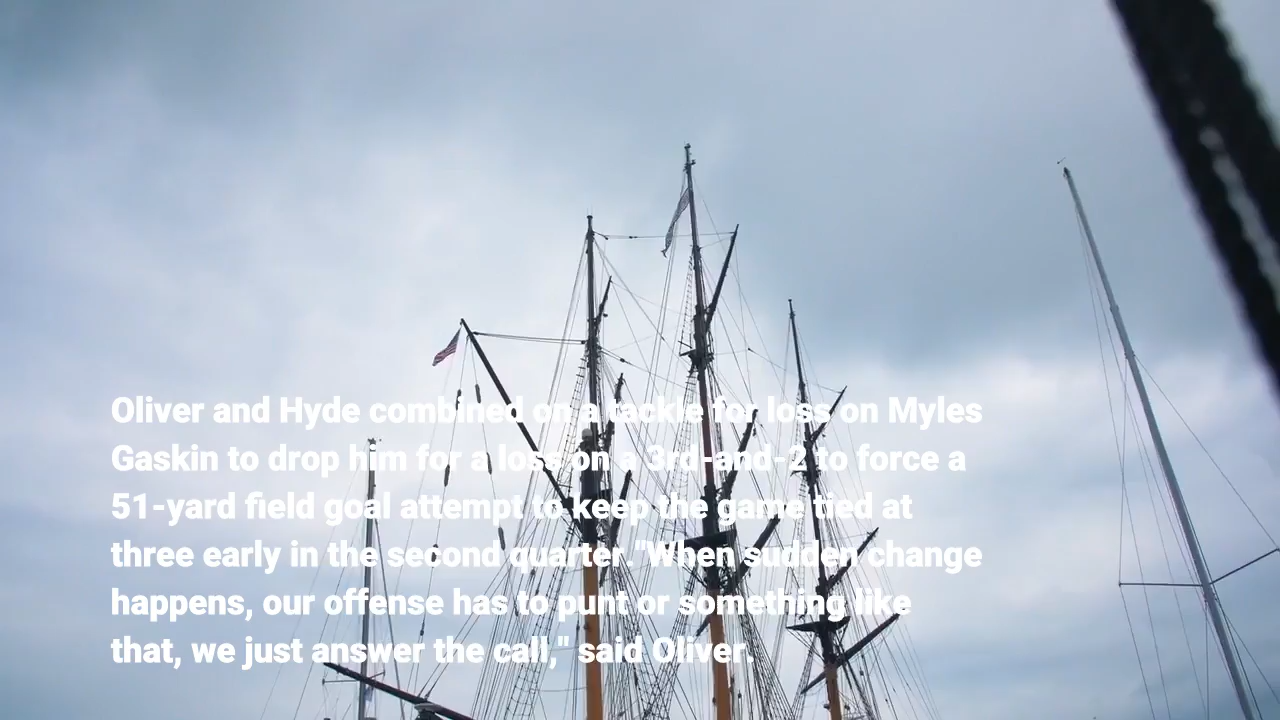 Oliver and Hyde combined on a tackle for loss on Myles
Gaskin to drop him for a loss on a 3rd-and-2 to force a
51-yard field goal attempt to keep the game tied at
three early in the second quarter."When sudden change
happens, our offense has to punt or something like
that, we just answer the call," said Oliver.